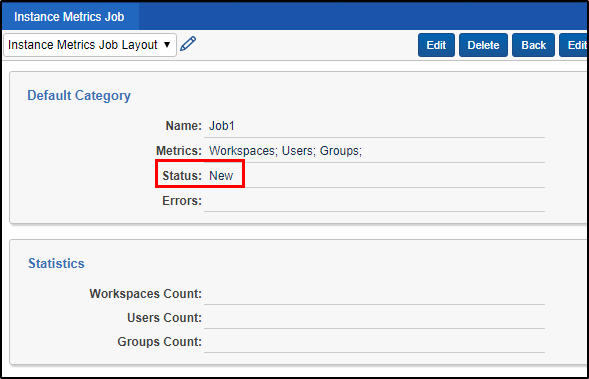 Instance Metrics Job
Instance Metrics Job Layout ▼ Edit Delete Back Edit
Default Category
Name: Job1
Metrics: Workspaces; Users; Groups;
Status: New
Errors:
Statistics
Workspaces Count:
Users Count:
Groups Count: